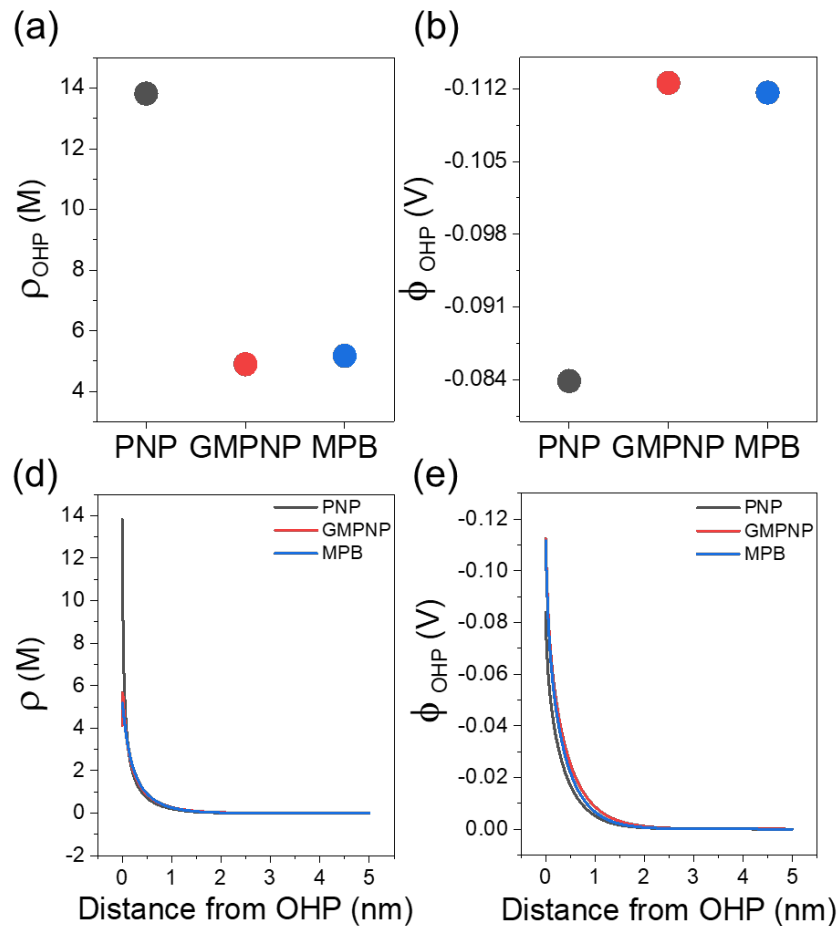 (a)
ρOHP (M)
14
12
10
8
6
4
PNP GMPNP MPB
(b)
ϕ OHP (V)
-0.112
-0.105
-0.098
-0.091
-0.084
PNP GMPNP MPB
(d)
ρ (M)
14
12
10
8
6
4
2
0
-2
PNP
GMPNP
MPB
0 1 2 3 4 5
Distance from OHP (nm)
(e)
ϕ OHP (V)
-0.12
-0.10
-0.08
-0.06
-0.04
-0.02
0.00
PNP
GMPNP
MPB
0 1 2 3 4 5
Distance from OHP (nm)